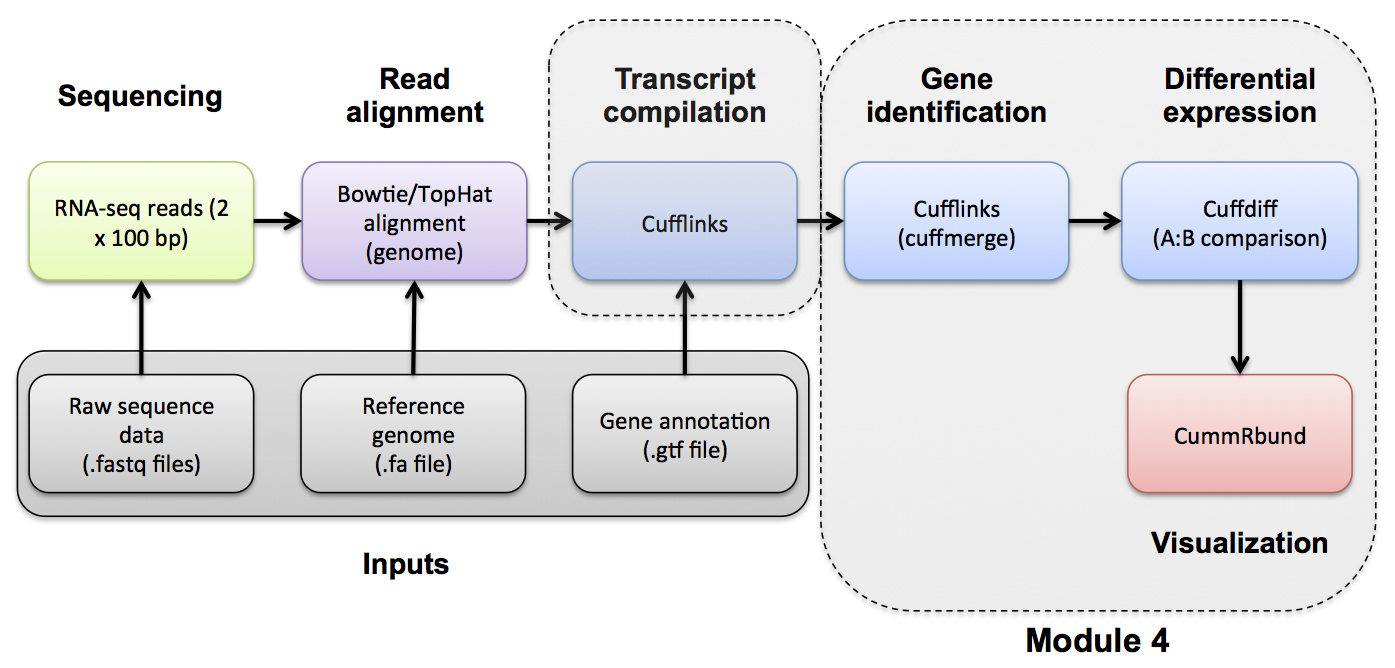 Sequencing
Read
alignment
Transcript
compilation
Gene
identification
Differential
expression
RNA-seq reads (2
x 100 bp)
Bowtie/TopHat
alignment
(genome)
Cufflinks
Cufflinks
(cuffmerge)
Cuffdiff
(A:B comparison)
Raw sequence
data
(.fastq files)
Reference
genome
(.fa file)
Gene annotation
(.gtf file)
CummRbund
Inputs
Visualization
Module 4